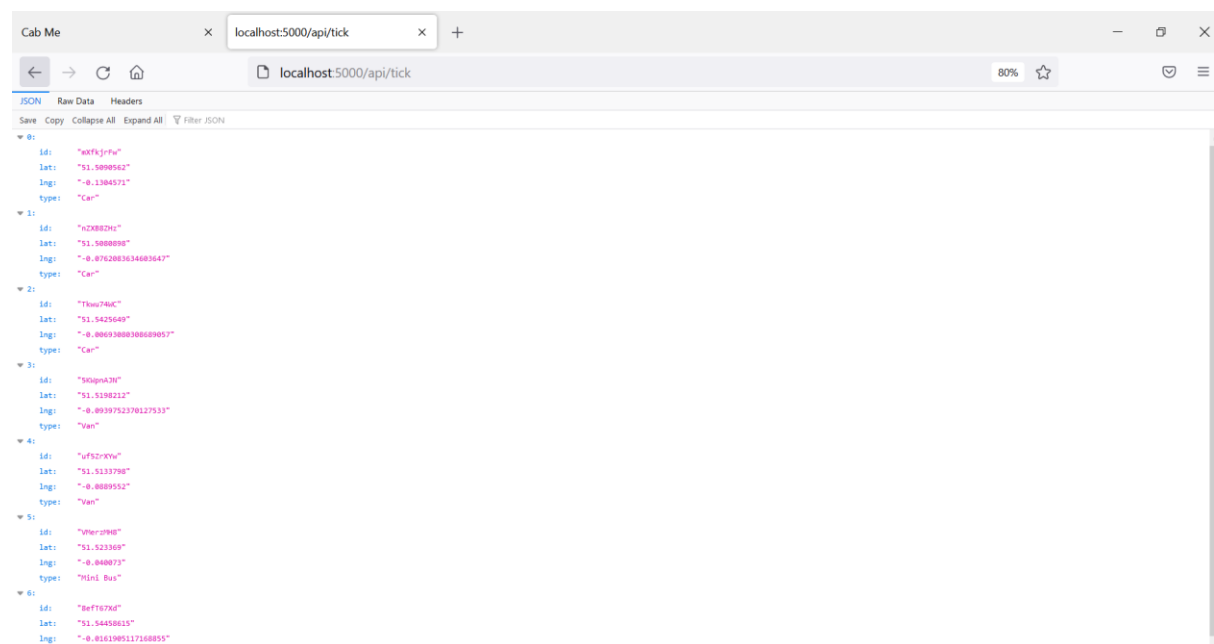 Cab Me
localhost:5000/api/tick
localhost:5000/api/tick
80%
JSON Raw Data Headers
Save Copy Collapse All Expand All Filter JSON
0:
id: "mXfkjrFw"
lat: "51.5090562"
lng: "-0.1304571"
type: "Car"
1:
id: "nZXB8ZHz"
lat: "51.5080898"
lng: "-0.0762083634603647"
type: "Car"
2:
id: "Tkwu74WC"
lat: "51.5425649"
lng: "-0.00693080308689057"
type: "Car"
3:
id: "5KWpnAJN"
lat: "51.5198212"
lng: "-0.0939752370127533"
type: "Van"
4:
id: "uf5ZrXYw"
lat: "51.5133798"
lng: "-0.0889552"
type: "Van"
5:
id: "VMerzMH8"
lat: "51.523369"
lng: "-0.040073"
type: "Mini Bus"
6:
id: "8efT67Xd"
lat: "51.54458615"
lng: "-0.0161905117168855"